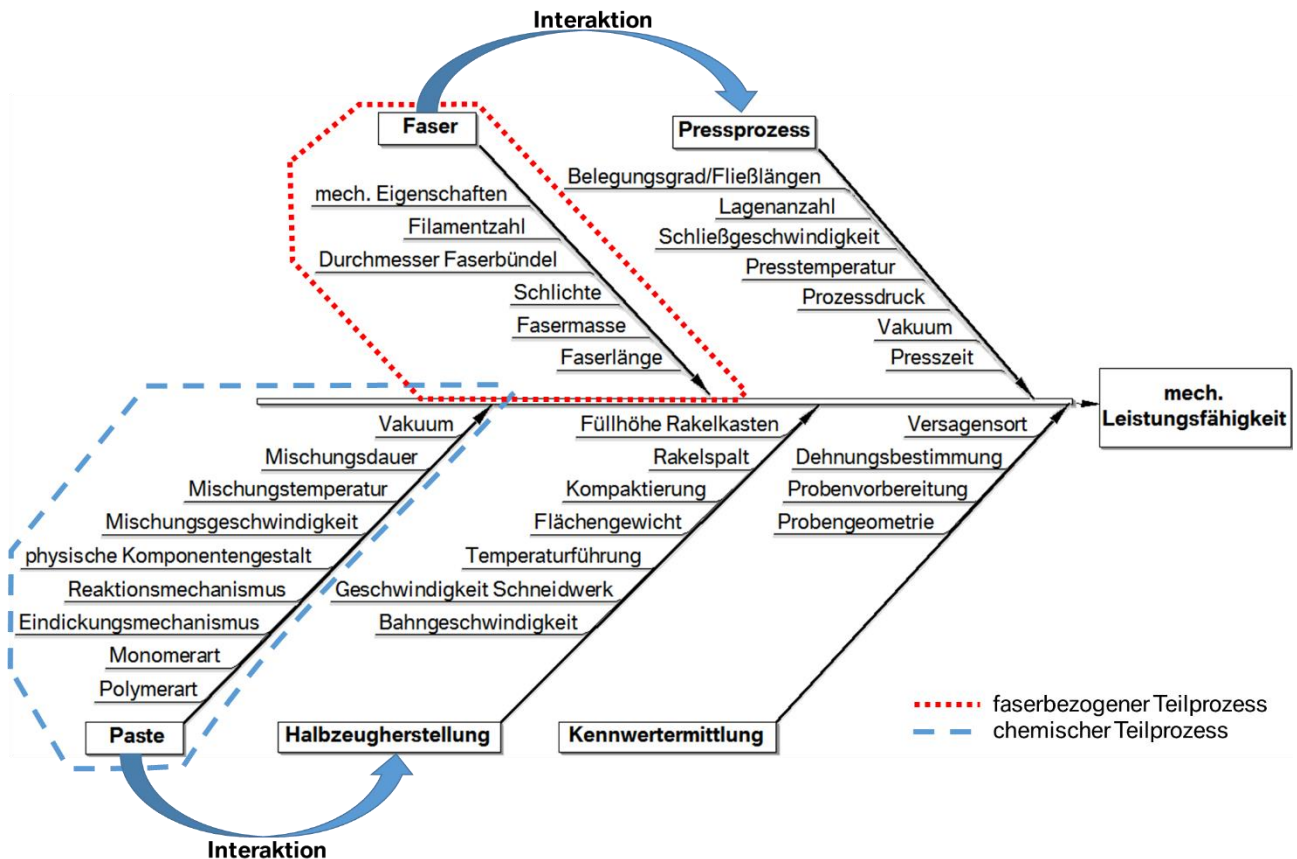 Interaktion
Faser
Pressprozess
mech. Eigenschaften
Filamentzahl
Durchmesser Faserbündel
Schlichte
Fasermasse
Faserlänge
Belegungsgrad/Fließlängen
Lagenanzahl
Schließgeschwindigkeit
Presstemperatur
Prozessdruck
Vakuum
Presszeit
mech.
Leistungsfähigkeit
Vakuum
Mischungsdauer
Mischungstemperatur
Mischungsgeschwindigkeit
physische Komponentengestalt
Reaktionsmechanismus
Eindickungsmechanismus
Monomerart
Polymerart
Paste
Füllhöhe Rakelkasten
Rakelspalt
Kompaktierung
Flächengewicht
Temperaturführung
Geschwindigkeit Schneidwerk
Bahngeschwindigkeit
Halbzeugherstellung
Versagensort
Dehnungsbestimmung
Probenvorbereitung
Probengeometrie
Kennwertermittlung
faserbezogener Teilprozess
chemischer Teilprozess
Interaktion